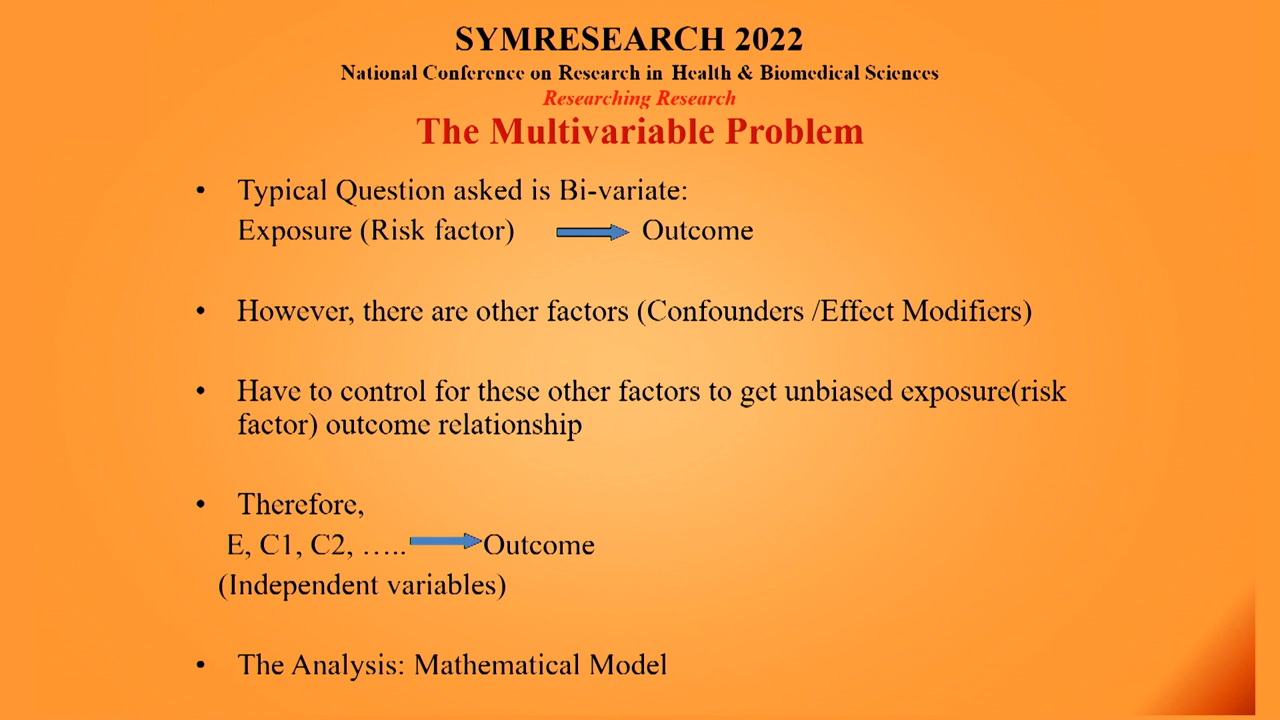 SYMRESEARCH 2022
National Conference on Research in Health & Biomedical Sciences
Researching Research
The Multivariable Problem
• Typical Question asked is Bi-variate:
Exposure (Risk factor) Outcome
• However, there are other factors (Confounders /Effect Modifiers)
• Have to control for these other factors to get unbiased exposure(risk
factor) outcome relationship
• Therefore,
E, C1, C2, ….. Outcome
(Independent variables)
• The Analysis: Mathematical Model